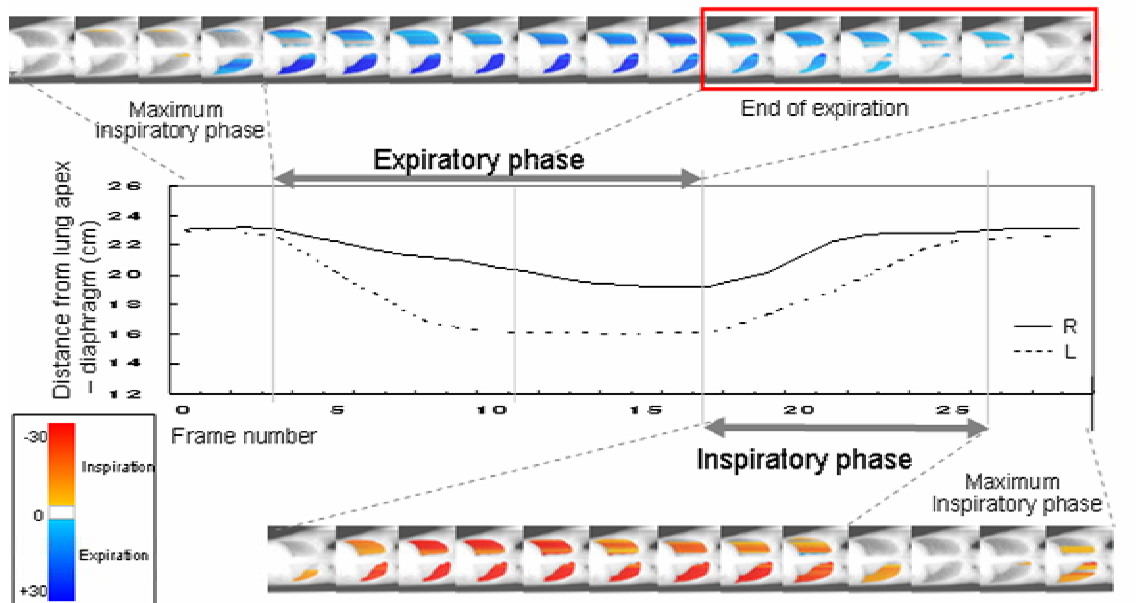 Maximum
inspiratory phase
End of expiration
Expiratory phase
Distance from lung apex
– diaphragm (cm)
26
24
22
20
18
16
14
12
R
L
0 5 10 15 20 25
Frame number
Inspiratory phase
Maximum
Inspiratory phase
-30
Inspiration
0
Expiration
+30